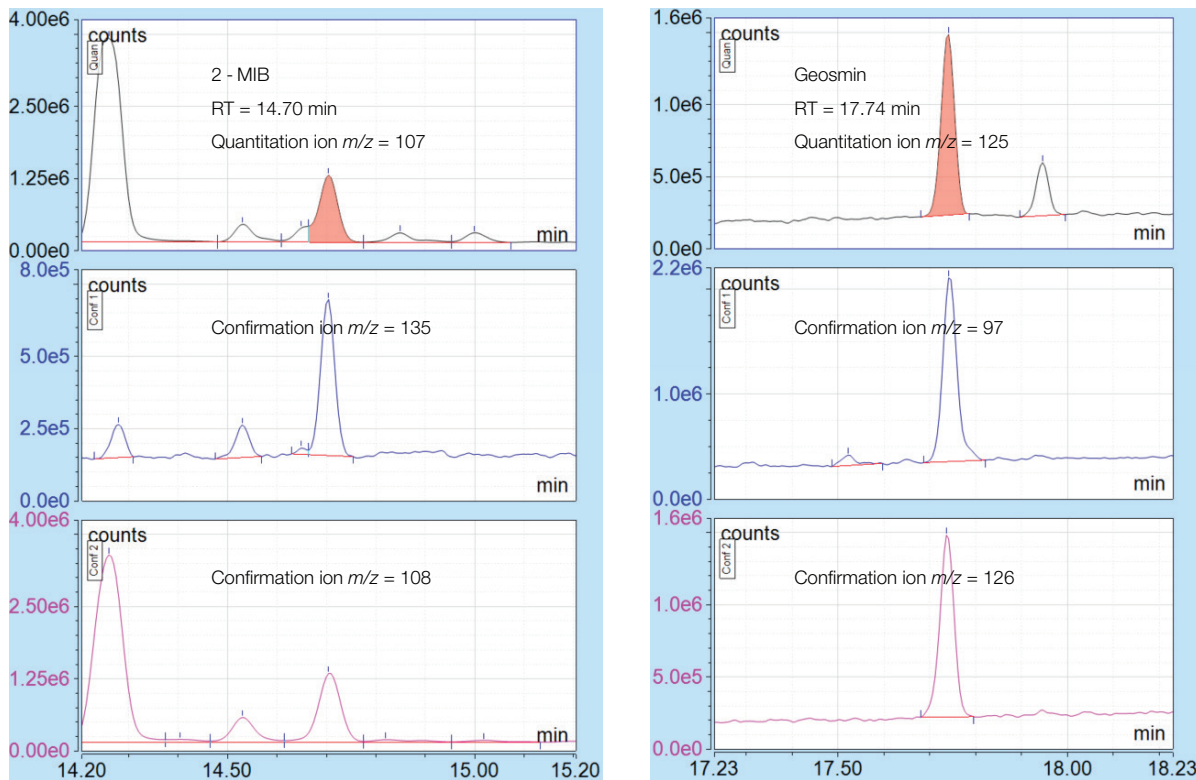 4.00e6
counts
Quan
2 - MIB
RT = 14.70 min
2.50e6
Quantitation ion m/z = 107
1.25e6
min
0.00e0
8.0e5
counts
Conf 1
Confirmation ion m/z = 135
5.0e5
2.5e5
min
0.0e0
4.00e6
counts
Conf 2
Confirmation ion m/z = 108
2.50e6
1.25e6
min
0.00e0
14.20 14.50 15.00 15.20
1.6e6
counts
Quan
Geosmin
RT = 17.74 min
1.0e6
Quantitation ion m/z = 125
5.0e5
min
0.0e0
2.2e6
counts
Conf 1
Confirmation ion m/z = 97
1.0e6
min
0.0e0
1.6e6
counts
Conf 2
Confirmation ion m/z = 126
1.0e6
5.0e5
min
0.0e0
17.23 17.50 18.00 18.23